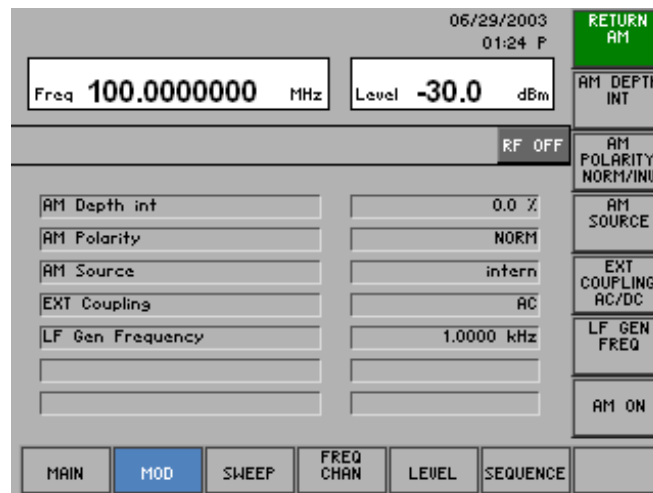 06/29/2003
01:24 P
Freq 100.0000000 MHz
Level -30.0 dBm
RF OFF
AM Depth int 0.0 %
AM Polarity NORM
AM Source intern
EXT Coupling AC
LF Gen Frequency 1.0000 kHz
RETURN
AM
AM DEPTH
INT
AM
POLARITY
NORM/INV
AM
SOURCE
EXT
COUPLING
AC/DC
LF GEN
FREQ
AM ON
MAIN
MOD
SWEEP
FREQ
CHAN
LEVEL
SEQUENCE